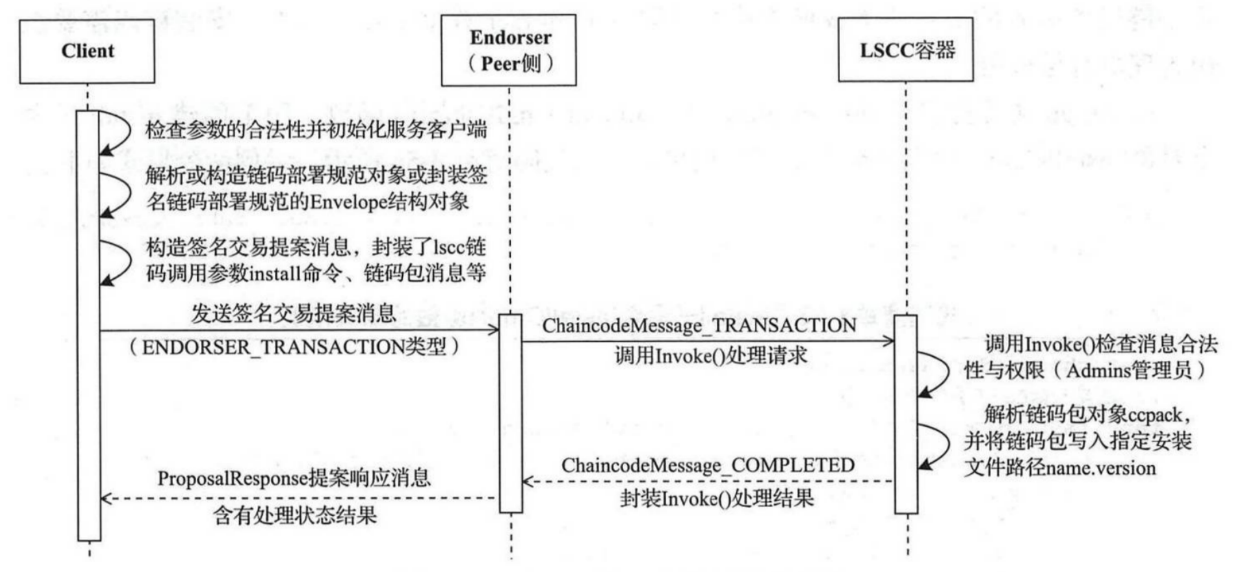 Client
Endorser
（Peer侧）
LSCC容器
检查参数的合法性并初始化服务客户端
解析或构造链码部署规范对象或封装签
名链码部署规范的Envelope结构对象
构造签名交易提案消息，封装了lscc链
码调用参数install命令、链码包消息等
发送签名交易提案消息
（ENDORSER_TRANSACTION类型）
ChaincodeMessage_TRANSACTION
调用Invoke()处理请求
调用Invoke()检查消息合法
性与权限（Admins管理员）
解析链码包对象ccpack，
并将链码包写入指定安装
文件路径name.version
ChaincodeMessage_COMPLETED
封装Invoke()处理结果
ProposalResponse提案响应消息
含有处理状态结果